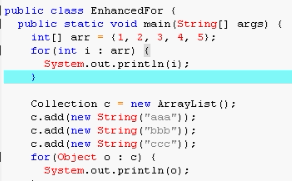 public class EnhancedFor {
public static void main(String[] args) {
int[] arr = {1, 2, 3, 4, 5};
for(int i : arr) {
System.out.println(i);
}
Collection c = new ArrayList();
c.add(new String("aaa"));
c.add(new String("bbb"));
c.add(new String("ccc"));
for(Object o : c) {
System.out.println(o);